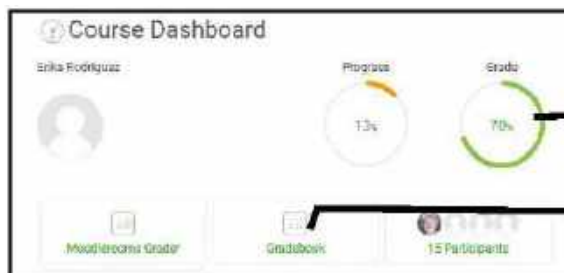 Course Dashboard
Erika Rodriguez
Progress
Grade
13%
70%
Moodlerooms Grader
Gradebook
15 Participants